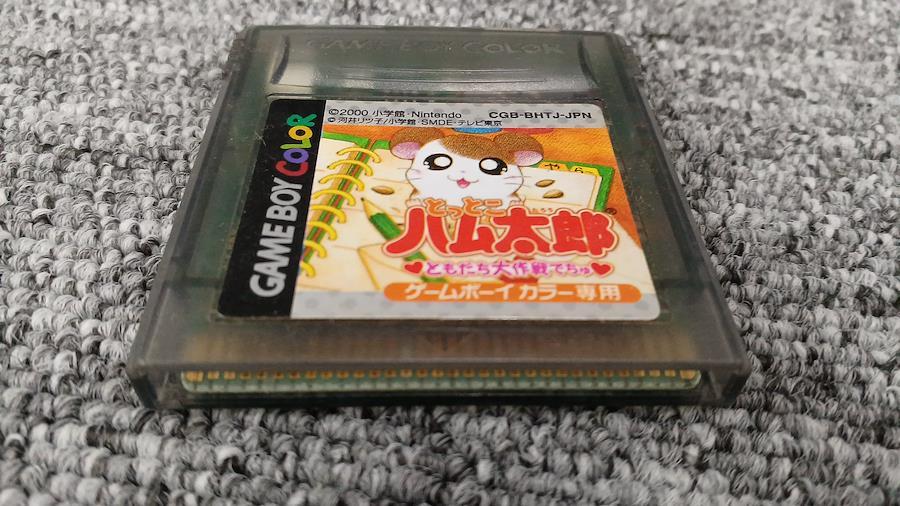 GAME BOY COLOR
©2000 小学館・Nintendo CGB-BHTJ-JPN
© 河井リツ子/小学館・SMDE・テレビ東京
GAME BOY COLOR
とっとこ
ハム太郎
ともだち大作戦でちゅ
ゲームボーイ カラー専用